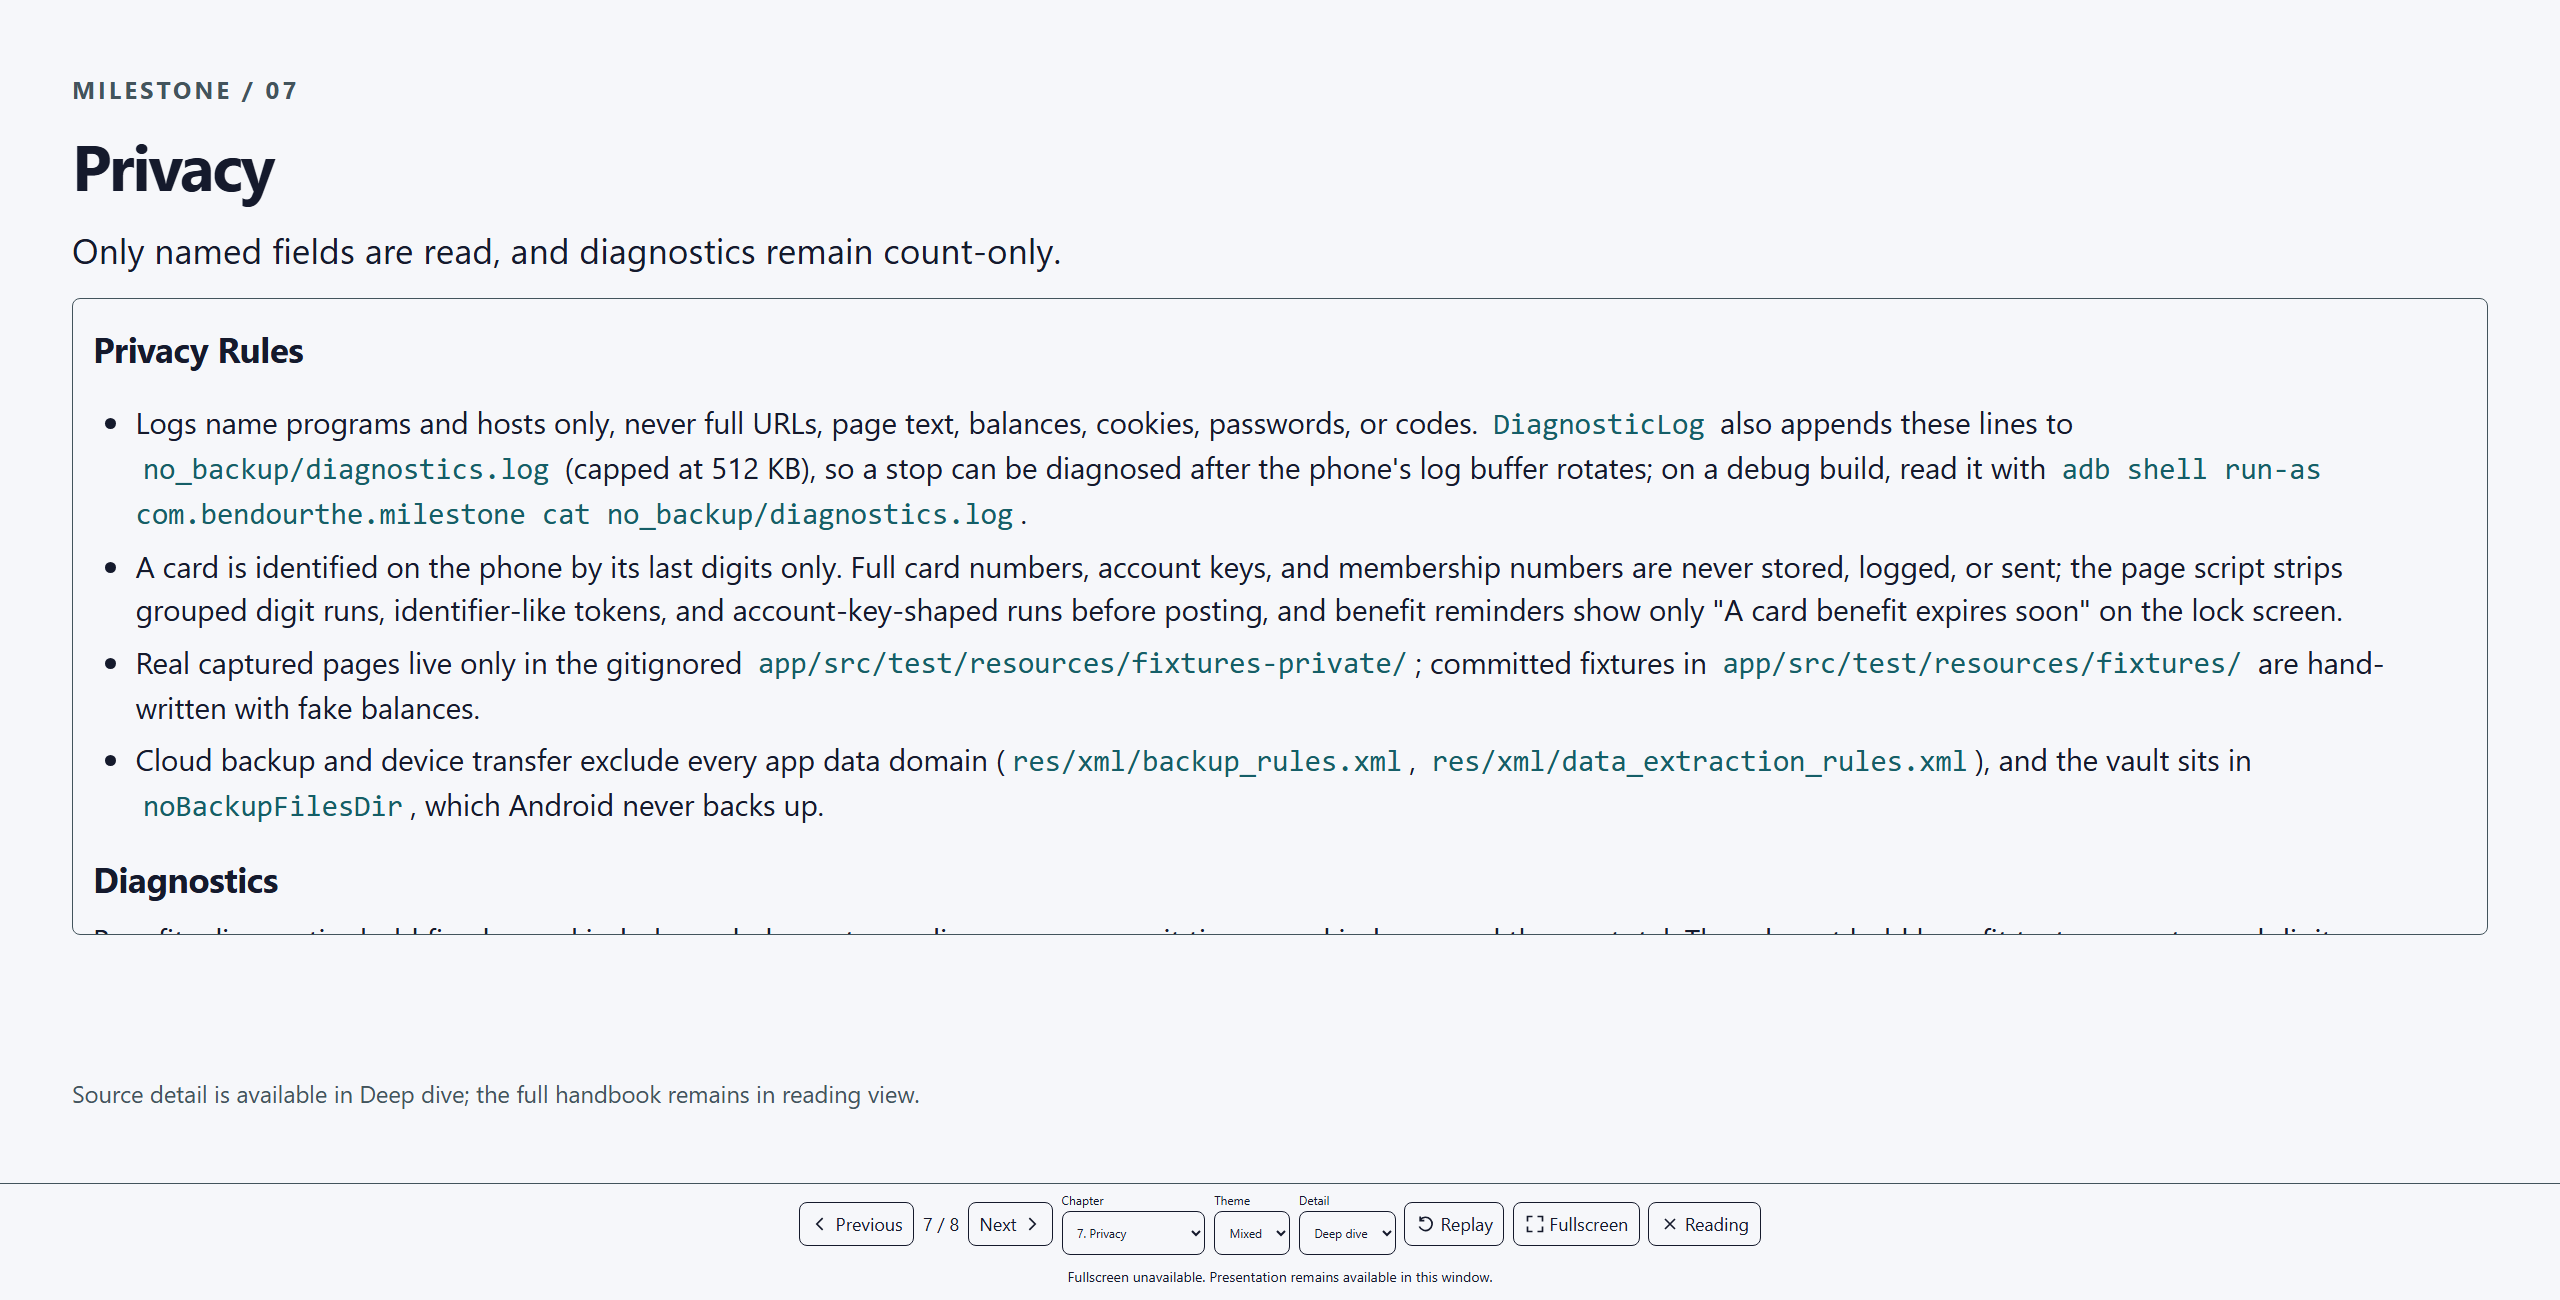 MILESTONE / 07
Privacy
Only named fields are read, and diagnostics remain count-only.
Privacy Rules
• Logs name programs and hosts only, never full URLs, page text, balances, cookies, passwords, or codes. DiagnosticLog also appends these lines to
no_backup/diagnostics.log (capped at 512 KB), so a stop can be diagnosed after the phone's log buffer rotates; on a debug build, read it with adb shell run-as
com.bendourthe.milestone cat no_backup/diagnostics.log.
• A card is identified on the phone by its last digits only. Full card numbers, account keys, and membership numbers are never stored, logged, or sent; the page script strips
grouped digit runs, identifier-like tokens, and account-key-shaped runs before posting, and benefit reminders show only "A card benefit expires soon" on the lock screen.
• Real captured pages live only in the gitignored app/src/test/resources/fixtures-private/; committed fixtures in app/src/test/resources/fixtures/ are hand-
written with fake balances.
• Cloud backup and device transfer exclude every app data domain (res/xml/backup_rules.xml, res/xml/data_extraction_rules.xml), and the vault sits in
noBackupFilesDir, which Android never backs up.
Diagnostics
Source detail is available in Deep dive; the full handbook remains in reading view.
Chapter Theme Detail
Previous 7 / 8 Next 7. Privacy Mixed Deep dive Replay Fullscreen Reading
Fullscreen unavailable. Presentation remains available in this window.